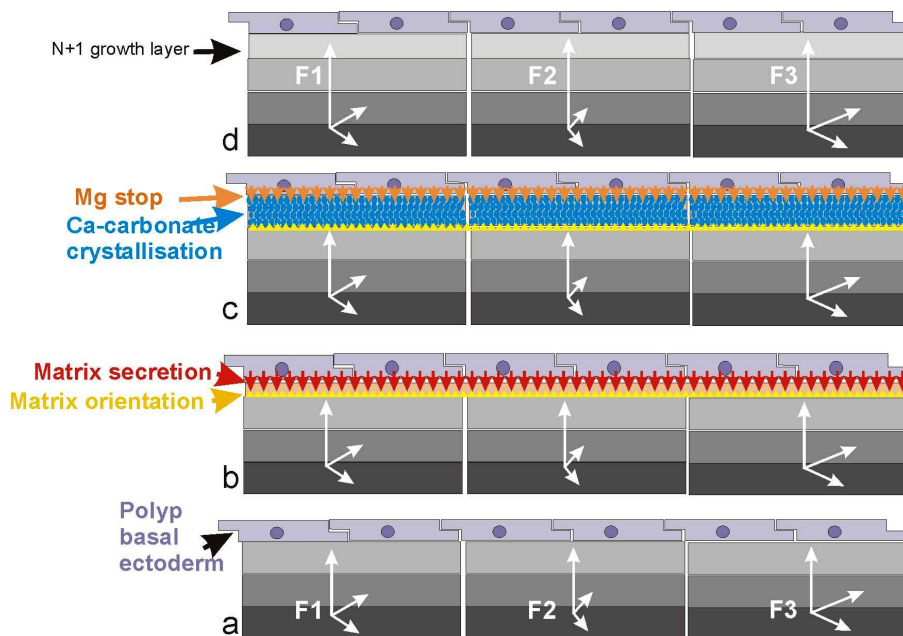 N+1 growth layer
F1 F2 F3
d
Mg stop
Ca-carbonate
crystallisation
c
Matrix secretion
Matrix orientation
b
Polyp
basal
ectoderm
F1 F2 F3
a